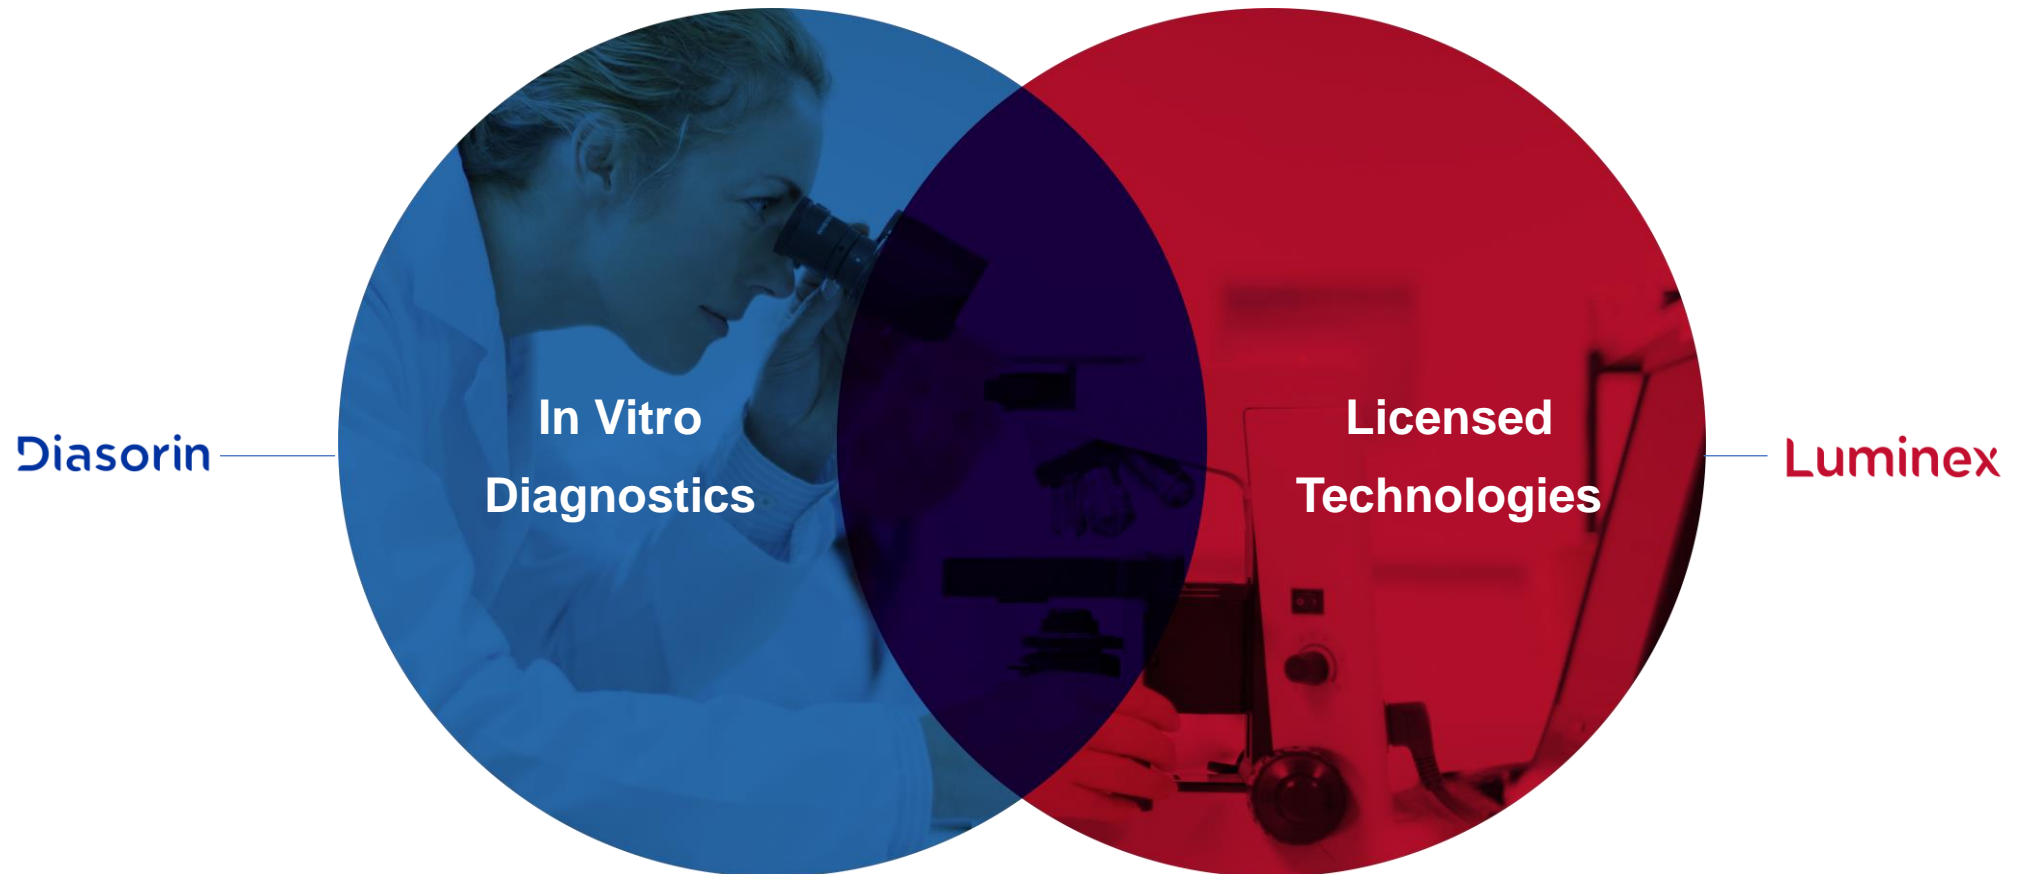 Diasorin
In Vitro
Diagnostics
Licensed
Technologies
Luminex